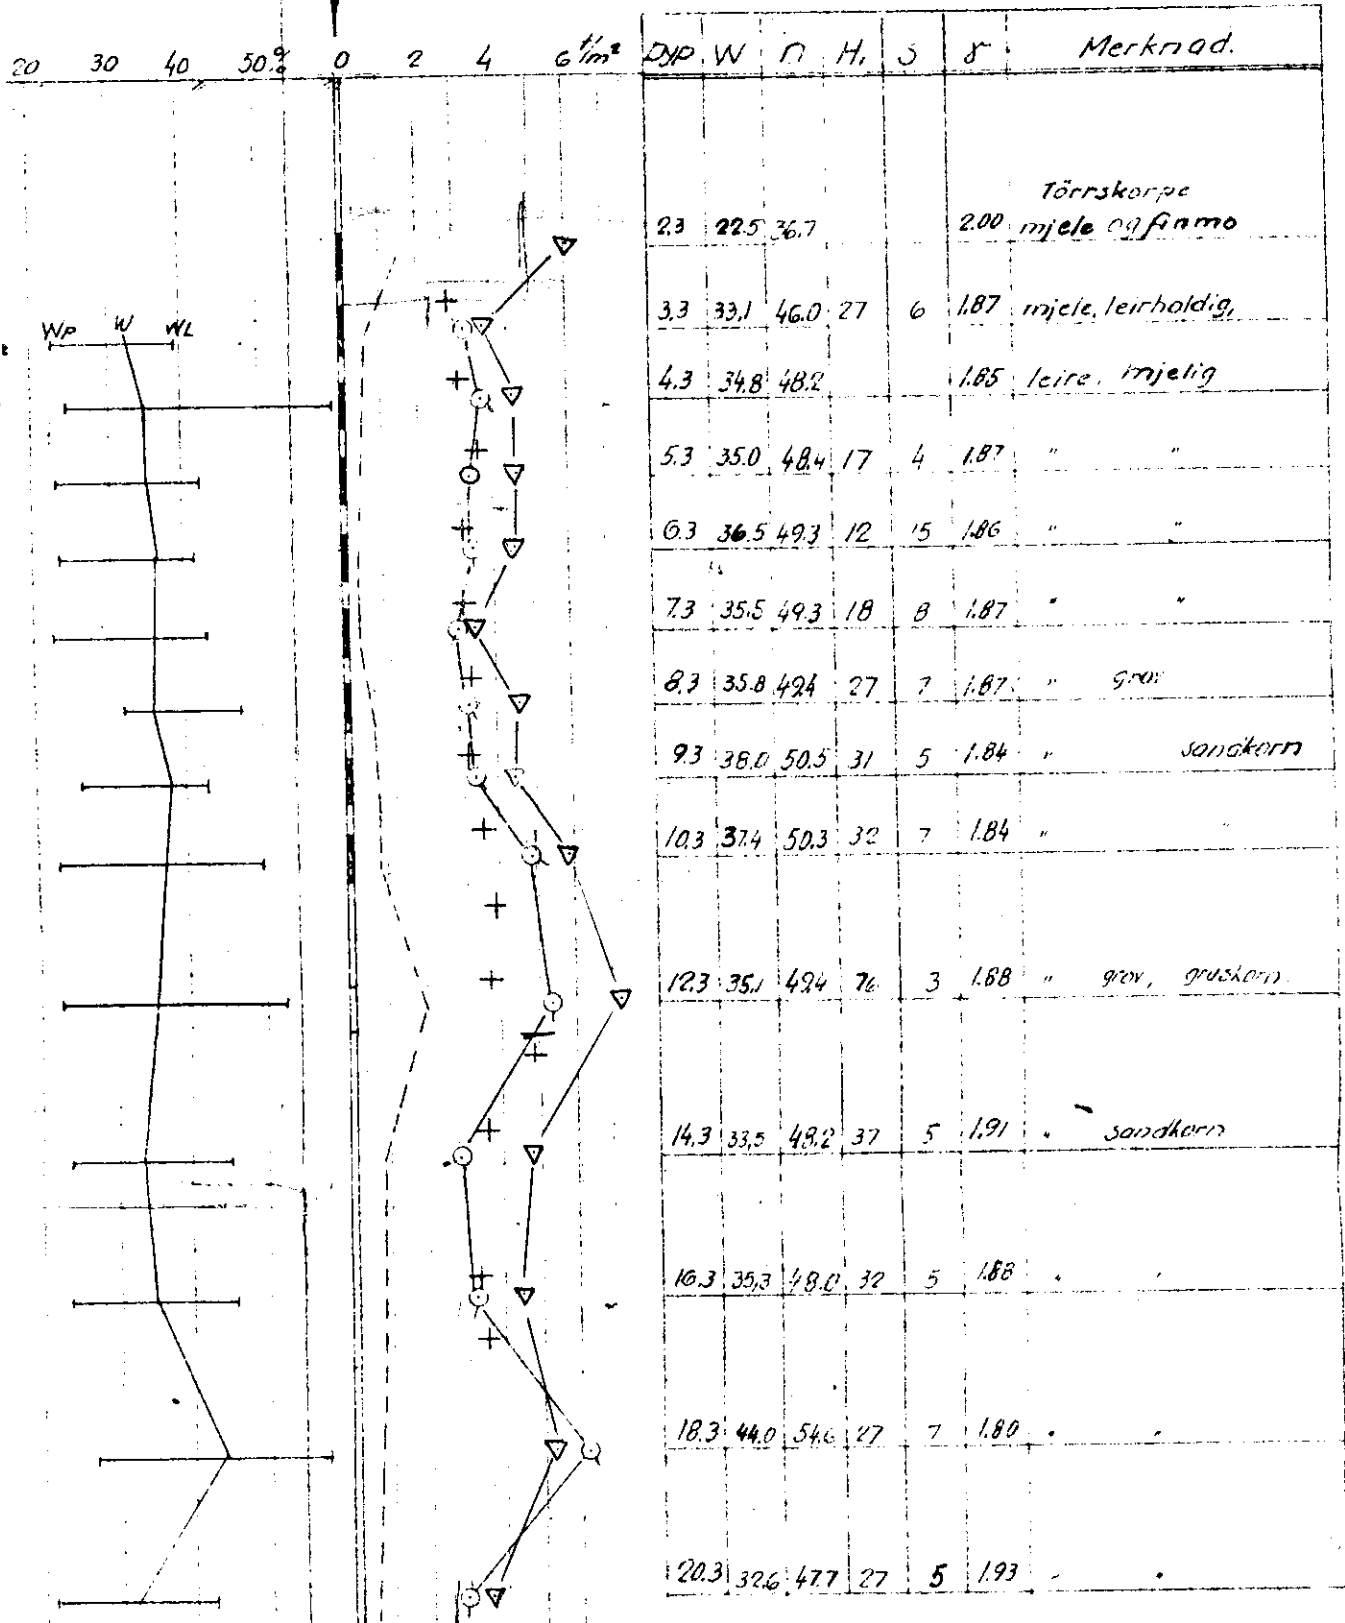 20 30 40 50% 0 2 4 6 t/m² Dyp. W n H. S γ Merknad.
Törrskorpe
2.3 22.5 36.7 2.00 mjele og finmo
3.3 33,1 46.0 27 6 1.87 mjele, leirholdig,
Wp W WL
4.3 34.8 48.2 1.85 leire, mjelig
5.3 35.0 48.4 17 4 1.87 " "
6.3 36.5 49.3 12 15 1.86 " "
7.3 35.5 49.3 18 8 1.87 " "
8.3 35.8 49.4 27 7 1.87 " grov
9.3 38.0 50.5 31 5 1.84 " sandkorn
10.3 37.4 50.3 32 7 1.84 " "
12.3 35,1 49.4 76 3 1.88 " grov, gruskorn
14.3 33,5 48.2 37 5 1.91 " sandkorn
16.3 35,3 48.0 32 5 1.88 " "
18.3 44.0 54.6 27 7 1.80 " "
20.3 32.6 47.7 27 5 1.93 " "